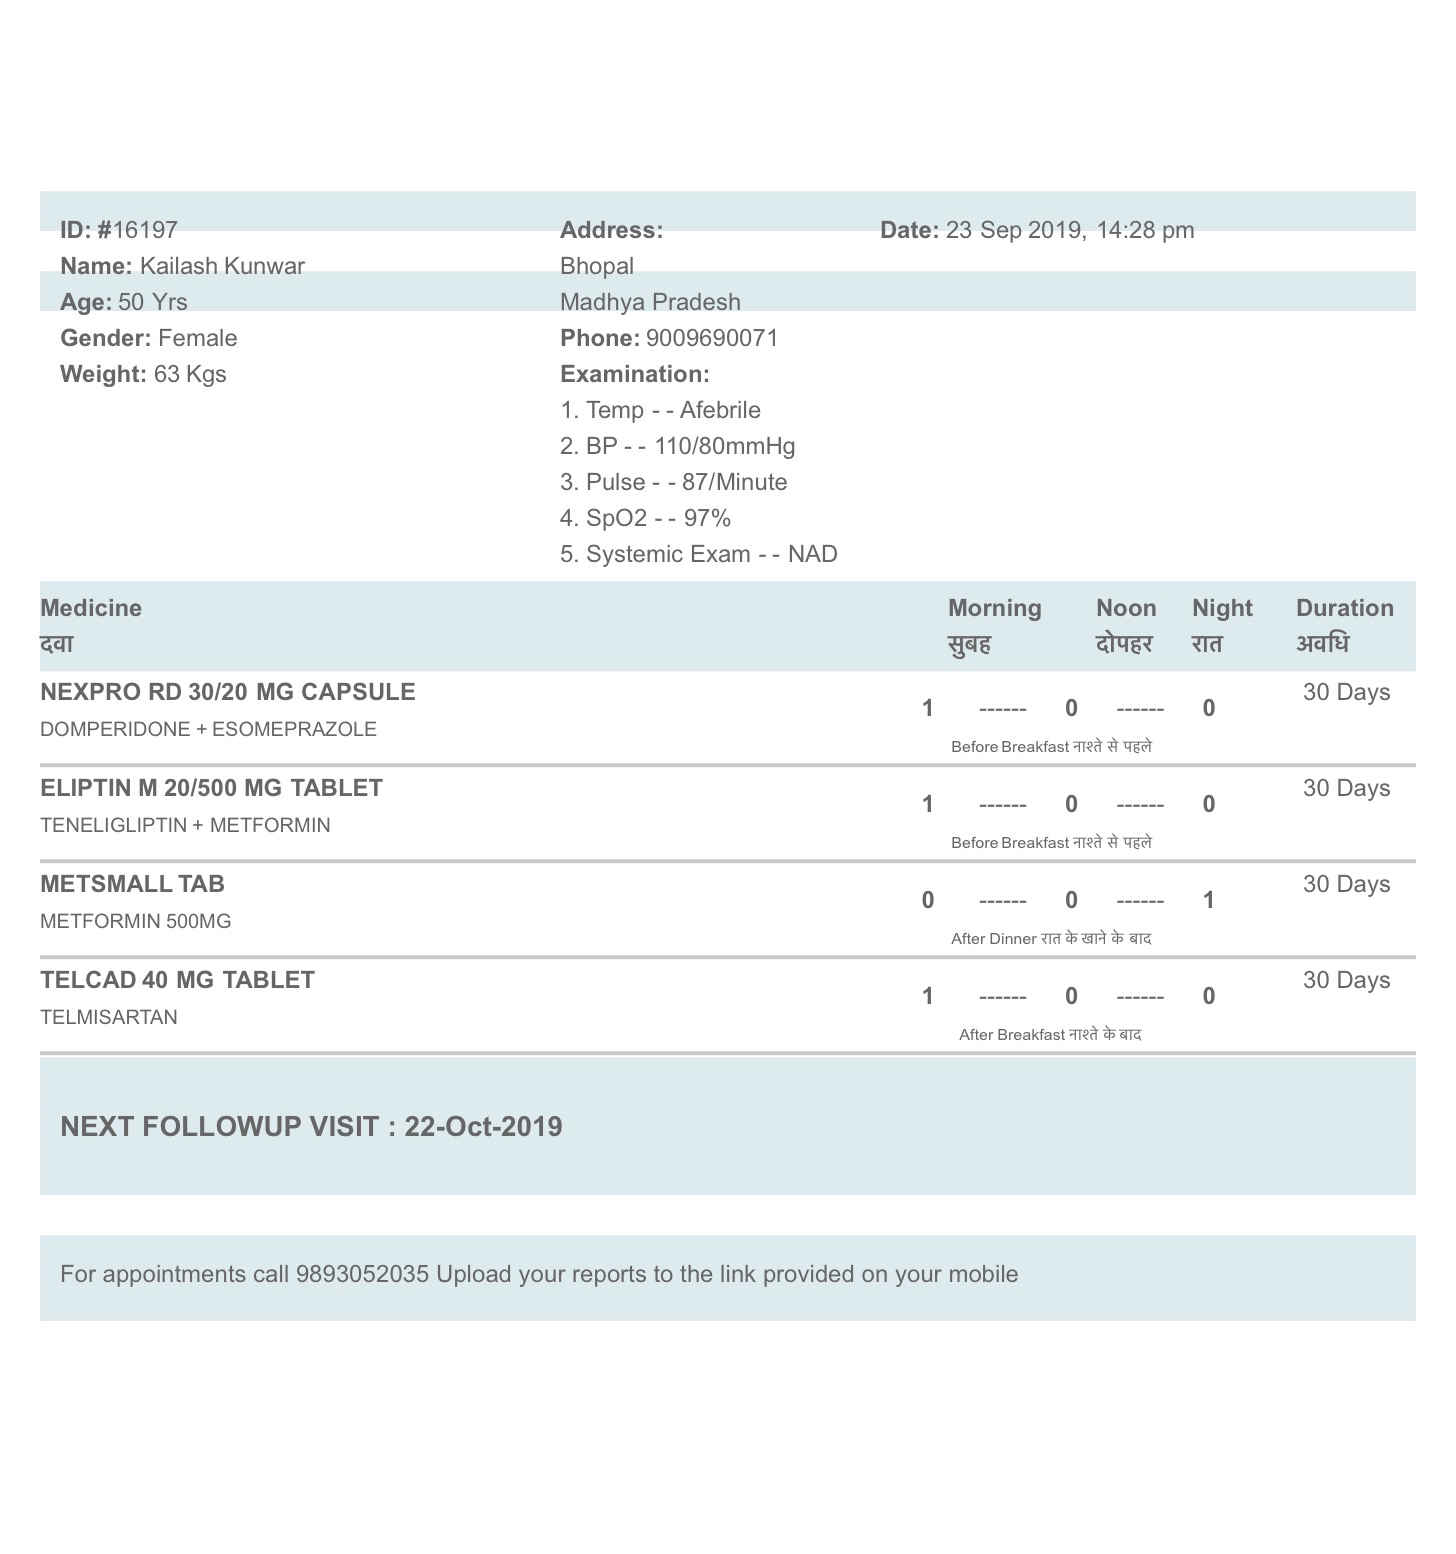 ID: #16197
Name: Kailash Kunwar
Age: 50 Yrs
Gender: Female
Weight: 63 Kgs
Address:
Bhopal
Madhya Pradesh
Phone: 9009690071
Examination:
1. Temp - - Afebrile
2. BP - - 110/80mmHg
3. Pulse - - 87/Minute
4. SpO2 - - 97%
5. Systemic Exam - - NAD
Date: 23 Sep 2019, 14:28 pm
Medicine Morning Noon Night Duration
दवा सुबह दोपहर रात अवधि
NEXPRO RD 30/20 MG CAPSULE 30 Days
1 ------ 0 ------ 0
DOMPERIDONE + ESOMEPRAZOLE
Before Breakfast नाश्ते से पहले
ELIPTIN M 20/500 MG TABLET 30 Days
1 ------ 0 ------ 0
TENELIGLIPTIN + METFORMIN
Before Breakfast नाश्ते से पहले
METSMALL TAB 30 Days
0 ------ 0 ------ 1
METFORMIN 500MG
After Dinner रात के खाने के बाद
TELCAD 40 MG TABLET 30 Days
1 ------ 0 ------ 0
TELMISARTAN
After Breakfast नाश्ते के बाद
NEXT FOLLOWUP VISIT : 22-Oct-2019
For appointments call 9893052035 Upload your reports to the link provided on your mobile